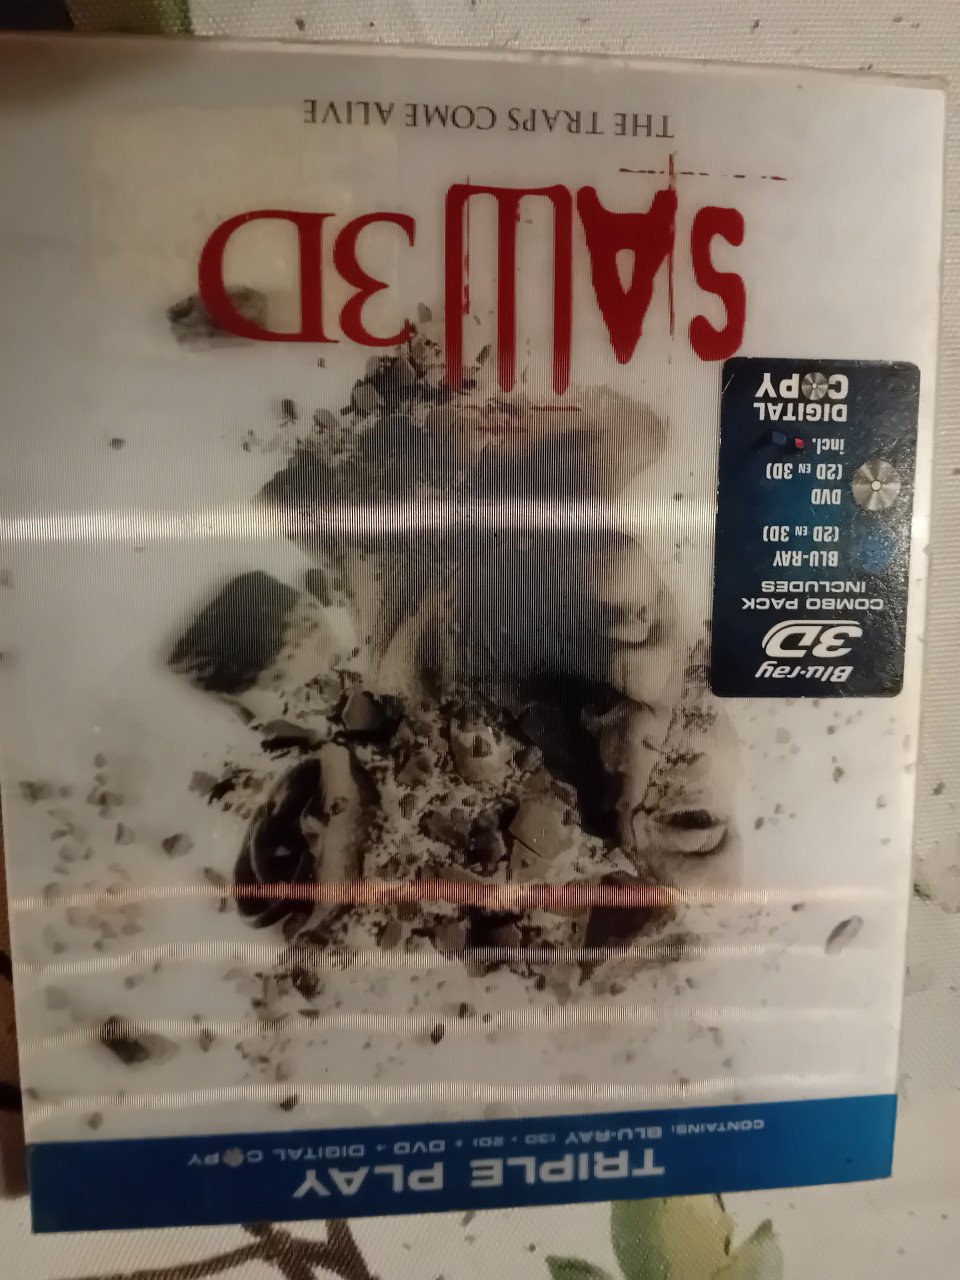 TRIPLE PLAY
CONTAINS: BLU-RAY (3D + 2D) + DVD + DIGITAL COPY
Blu-ray
3D
COMBO PACK
INCLUDES
BLU-RAY
(2D EN 3D)
DVD
(2D EN 3D)
incl.
DIGITAL
COPY
SAW 3D
THE TRAPS COME ALIVE